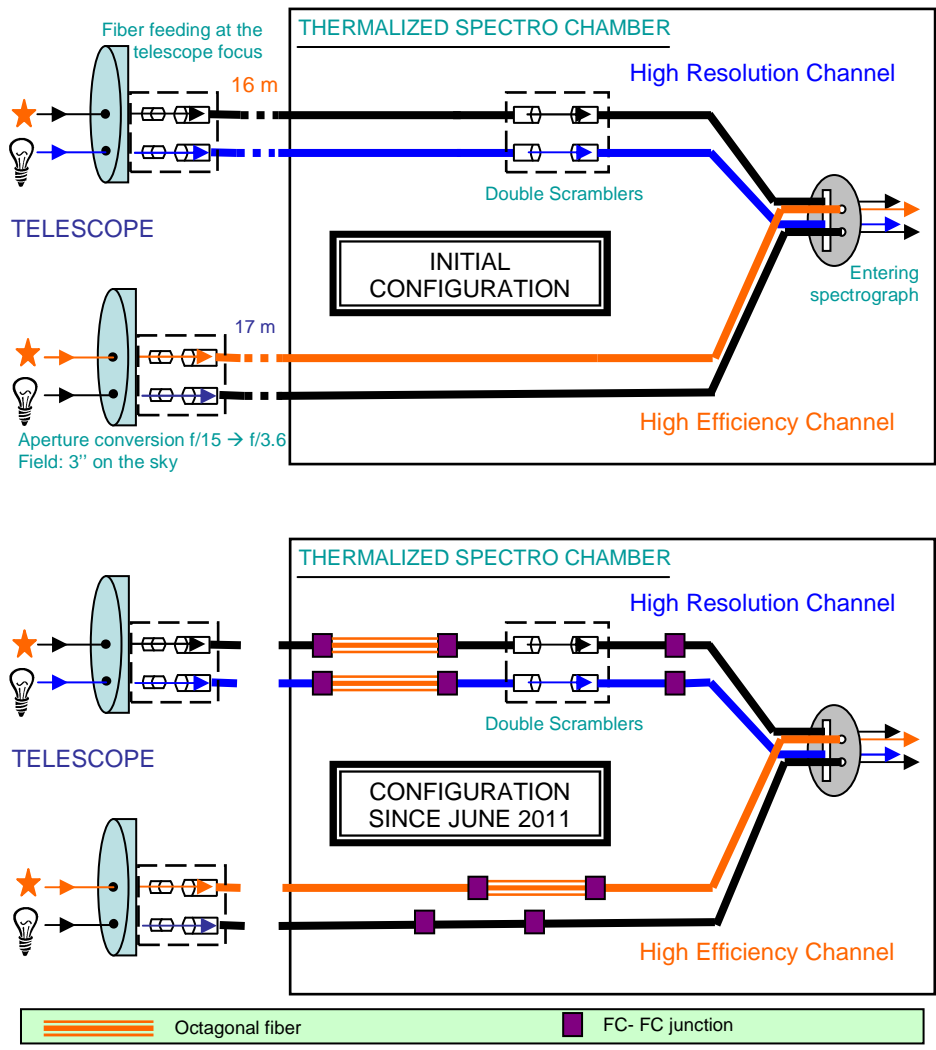 Fiber feeding at the
telescope focus
THERMALIZED SPECTRO CHAMBER
16 m
High Resolution Channel
Double Scramblers
TELESCOPE
INITIAL
CONFIGURATION
Entering
spectrograph
17 m
High Efficiency Channel
Aperture conversion f/15 → f/3.6
Field: 3'' on the sky
THERMALIZED SPECTRO CHAMBER
High Resolution Channel
Double Scramblers
TELESCOPE
CONFIGURATION
SINCE JUNE 2011
High Efficiency Channel
Octagonal fiber
FC- FC junction